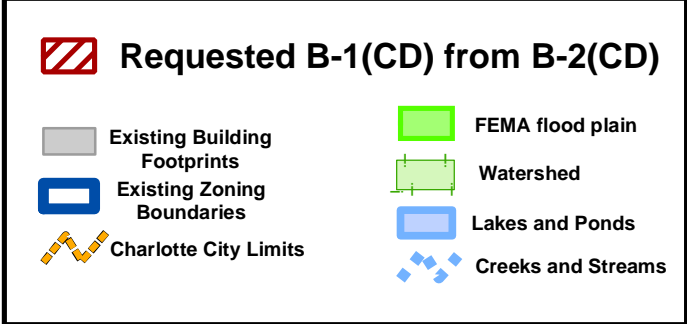 Requested B-1(CD) from B-2(CD)
Existing Building
Footprints
Existing Zoning
Boundaries
Charlotte City Limits
FEMA flood plain
Watershed
Lakes and Ponds
Creeks and Streams